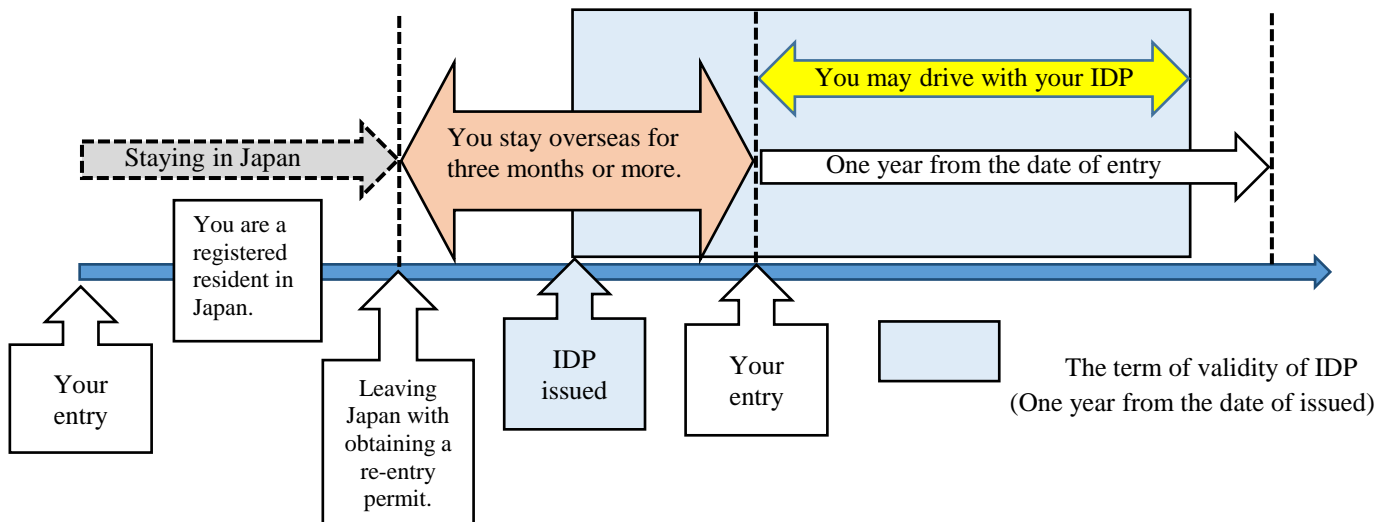 You may drive with your IDP
You stay overseas for
three months or more.
Staying in Japan
One year from the date of entry
You are a
registered
resident in
Japan.
Your
entry
Leaving
Japan with
obtaining a
re-entry
permit.
IDP
issued
Your
entry
The term of validity of IDP
(One year from the date of issued)